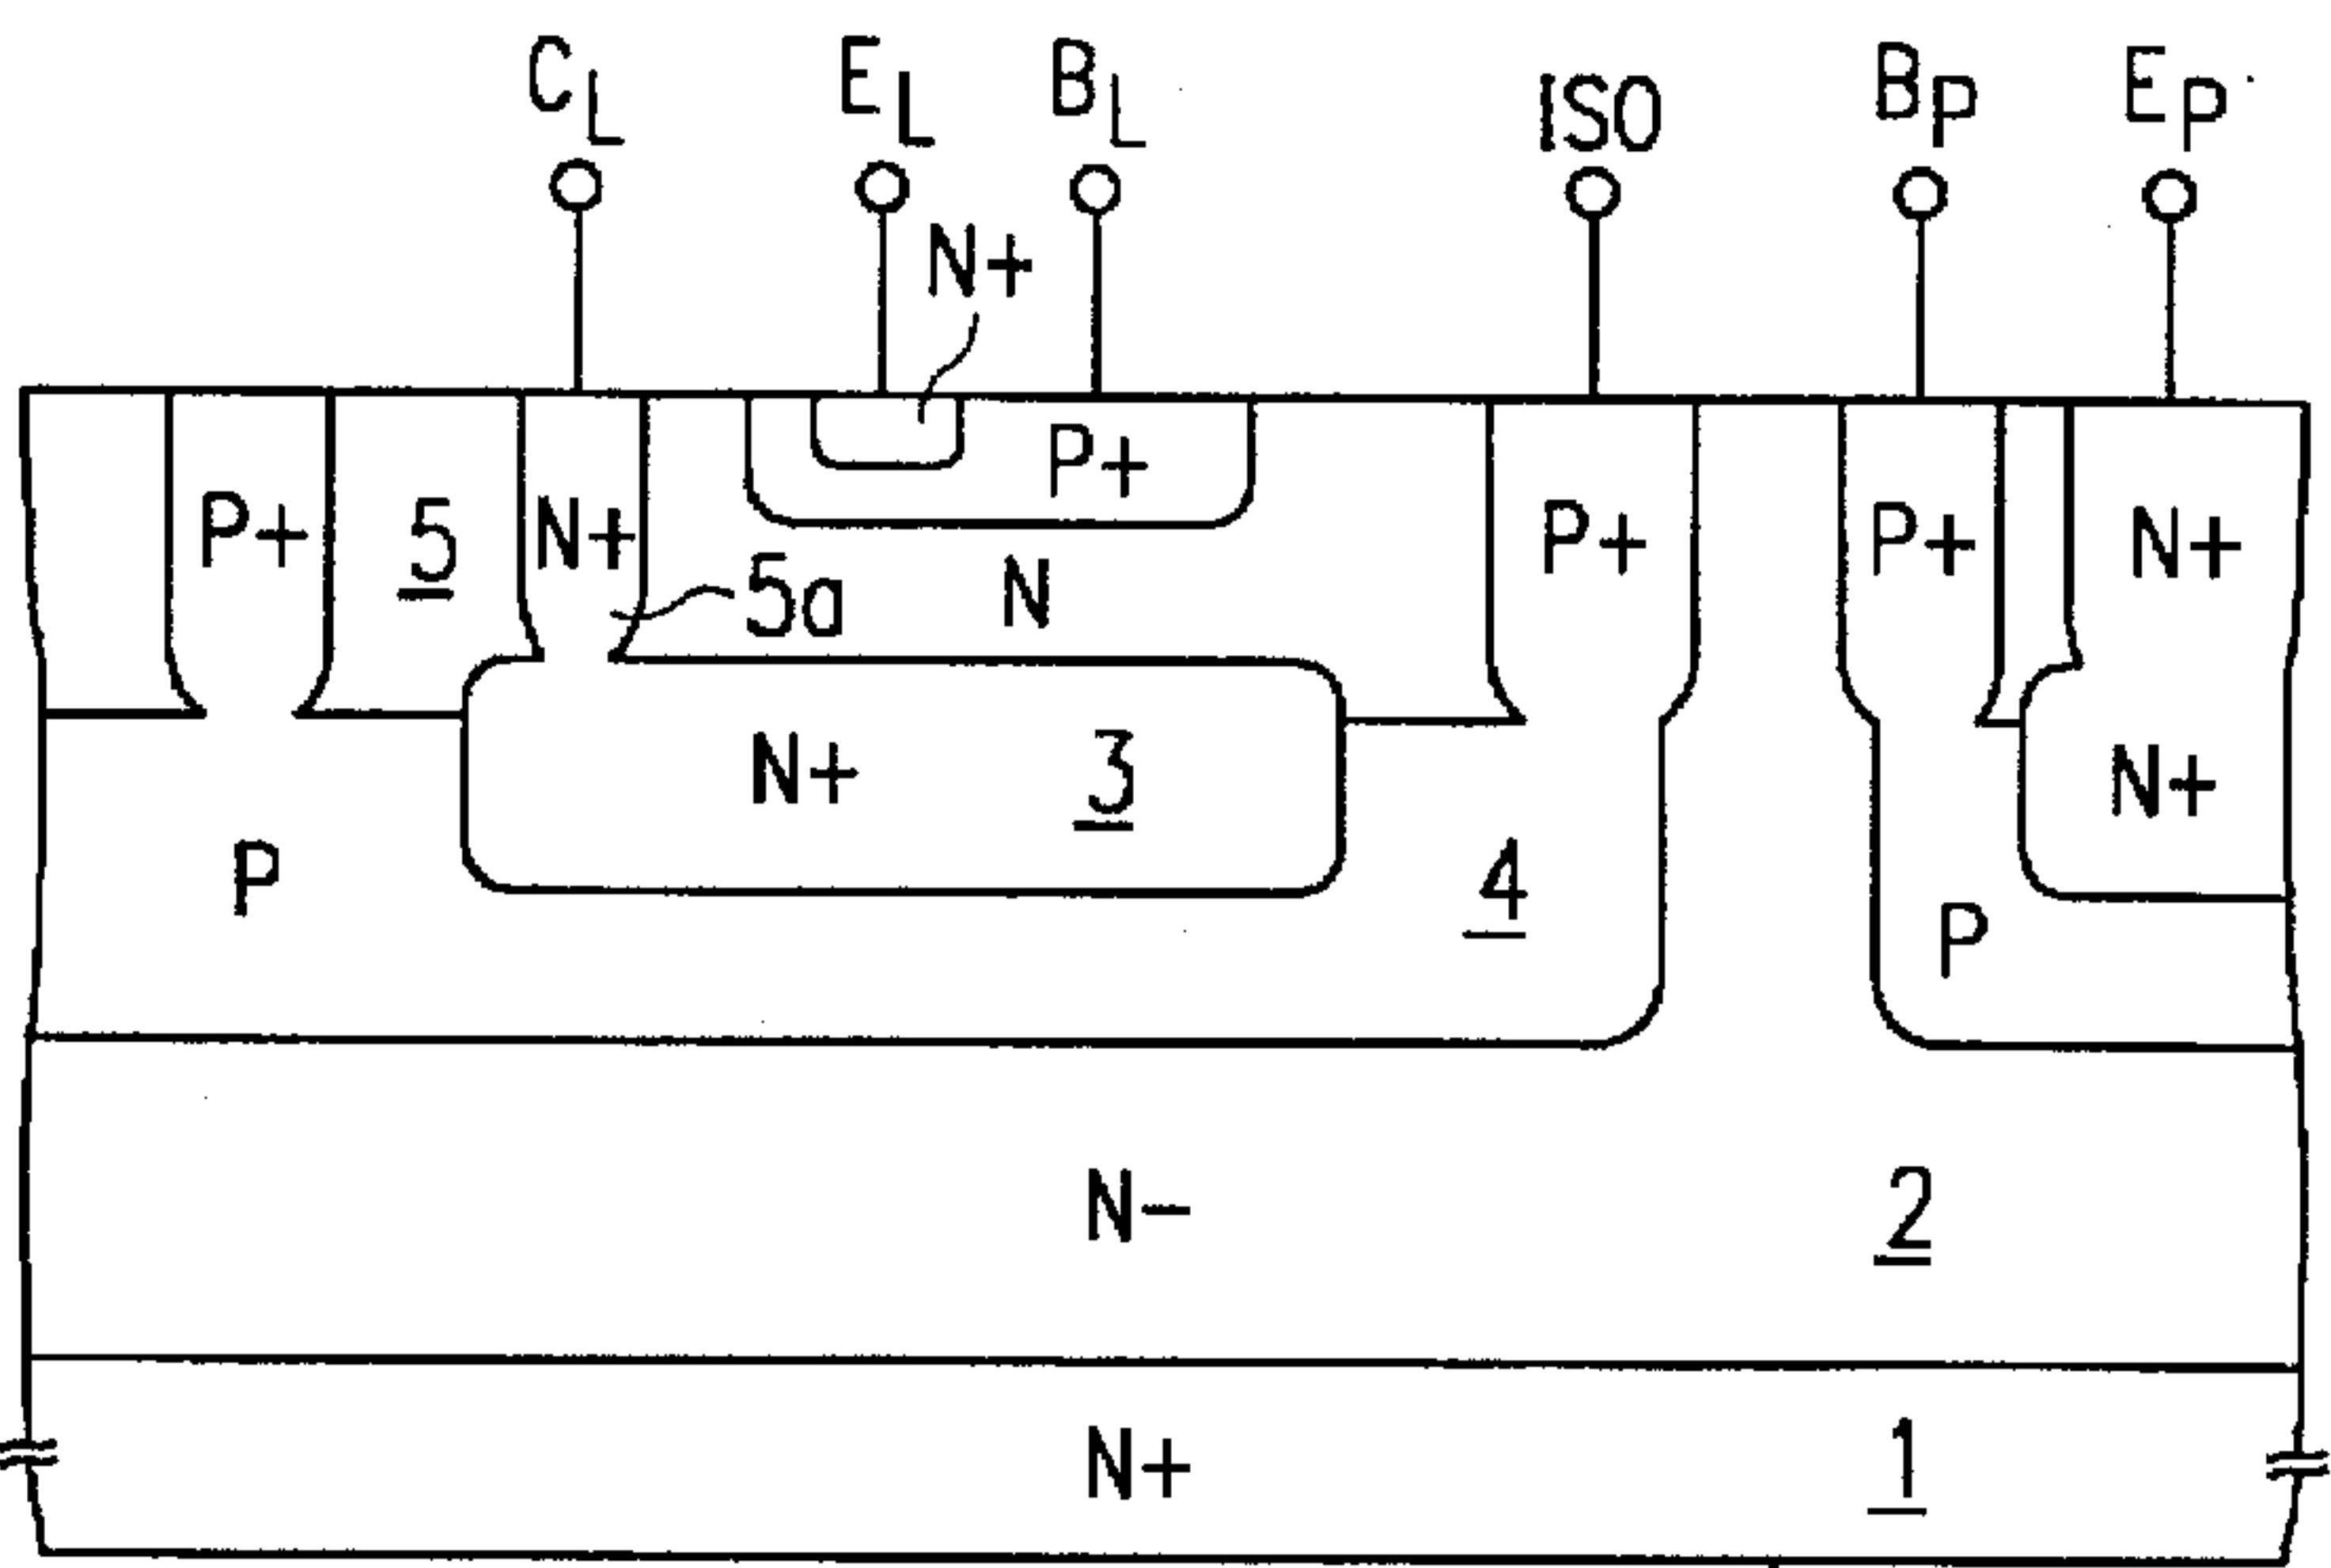 C_L E_L B_L ISO B_P E_P
N+
P+
P+ 5 N+ P+ P+ N+
5a N
N+ 3 N+
P 4 P
N- 2
N+ 1